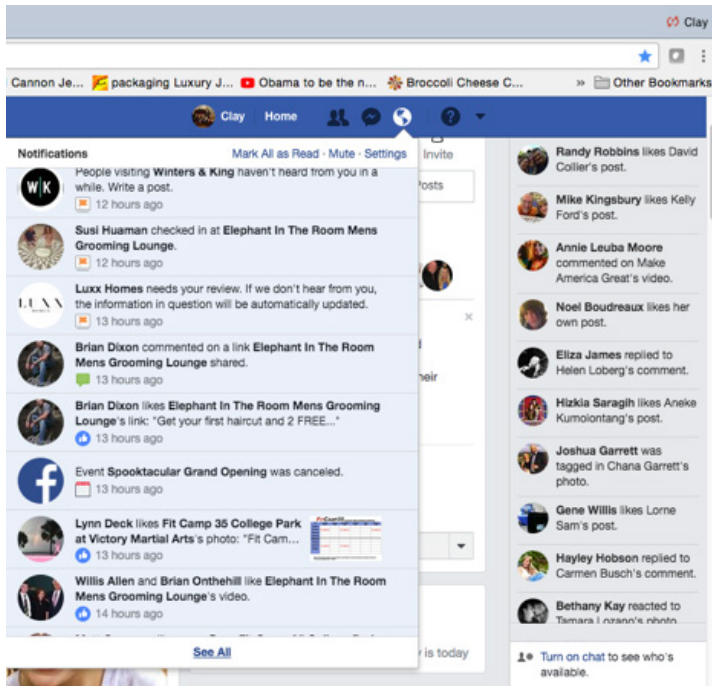 Clay
Cannon Je... packaging Luxury J... Obama to be the n... Broccoli Cheese C... » Other Bookmarks
Clay Home
Notifications
Mark All as Read · Mute · Settings
People visiting Winters & King haven't heard from you in a
while. Write a post.
12 hours ago
W|K
Susi Huaman checked in at Elephant In The Room Mens
Grooming Lounge.
12 hours ago
Luxx Homes needs your review. If we don't hear from you,
the information in question will be automatically updated.
13 hours ago
LUXX
Brian Dixon commented on a link Elephant In The Room
Mens Grooming Lounge shared.
13 hours ago
Brian Dixon likes Elephant In The Room Mens Grooming
Lounge's link: "Get your first haircut and 2 FREE..."
13 hours ago
Event Spooktacular Grand Opening was canceled.
13 hours ago
Lynn Deck likes Fit Camp 35 College Park
at Victory Martial Arts's photo: "Fit Cam...
13 hours ago
Willis Allen and Brian Onthehill like Elephant In The Room
Mens Grooming Lounge's video.
14 hours ago
See All
Invite
Posts
heir
is today
Randy Robbins likes David
Collier's post.
Mike Kingsbury likes Kelly
Ford's post.
Annie Leuba Moore
commented on Make
America Great's video.
Noel Boudreaux likes her
own post.
Eliza James replied to
Helen Loberg's comment.
Hizkia Saragih likes Aneke
Kumolontang's post.
Joshua Garrett was
tagged in Chana Garrett's
photo.
Gene Willis likes Lorne
Sam's post.
Hayley Hobson replied to
Carmen Busch's comment.
Bethany Kay reacted to
Tamara Lozano's photo.
Turn on chat to see who's
available.